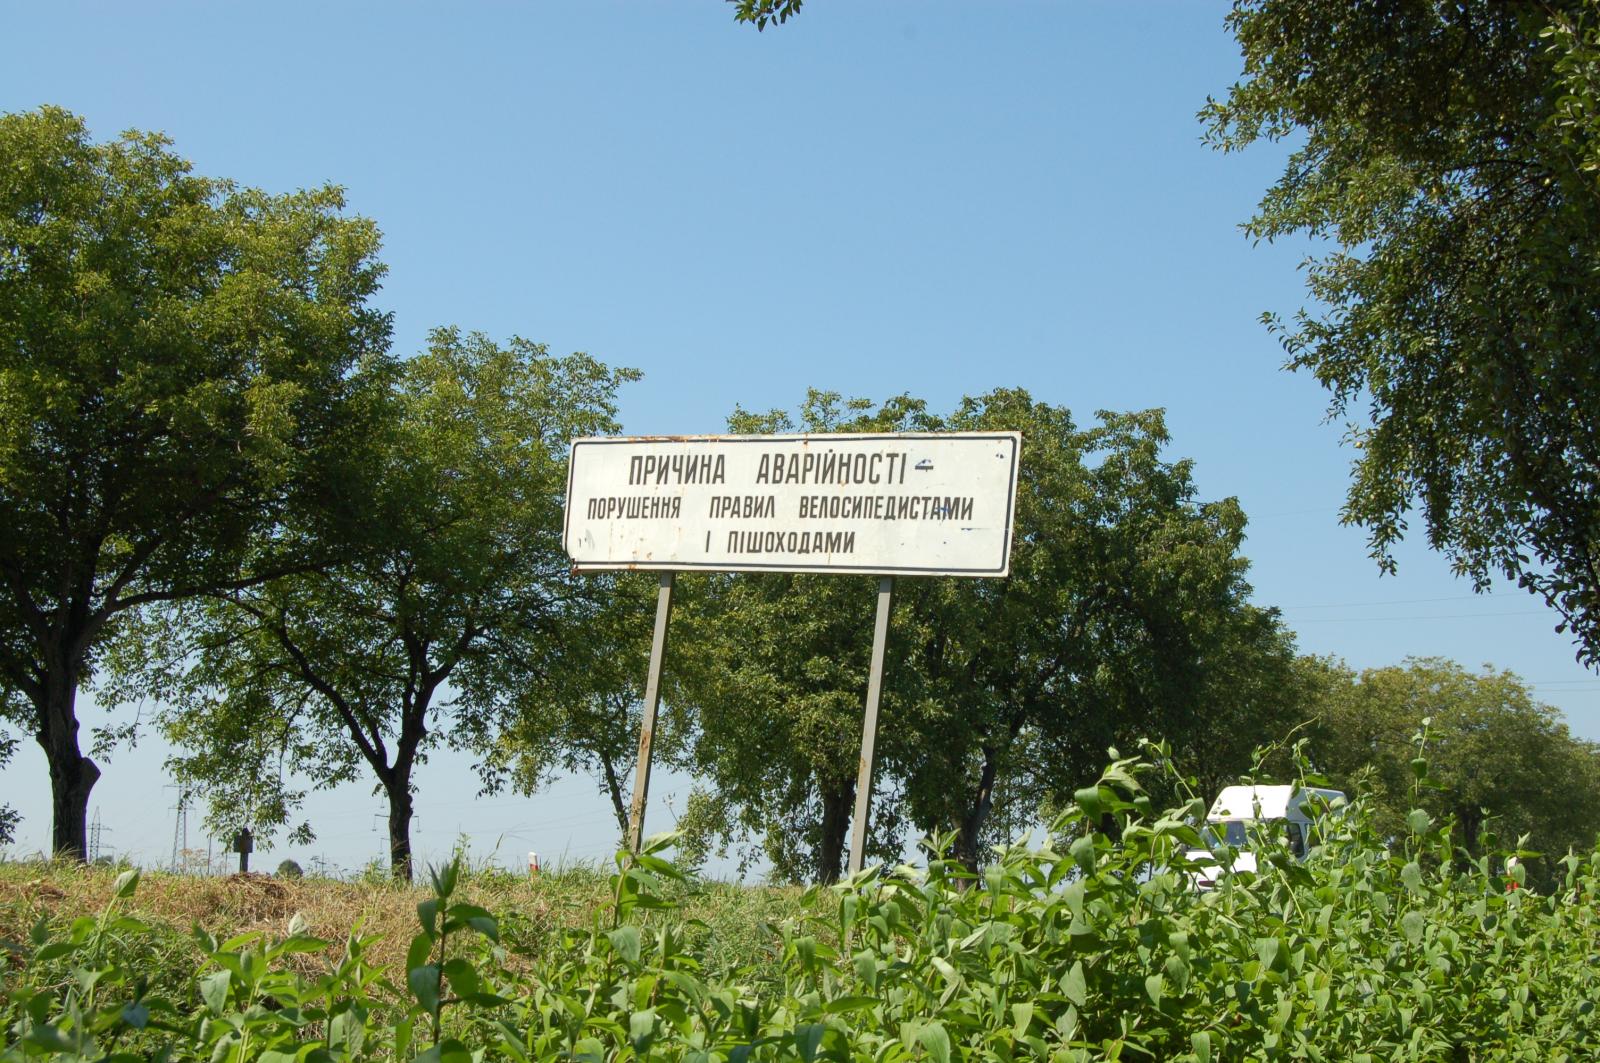 ПРИЧИНА АВАРІЙНОСТІ –
ПОРУШЕННЯ ПРАВИЛ ВЕЛОСИПЕДИСТАМИ
І ПІШОХОДАМИ